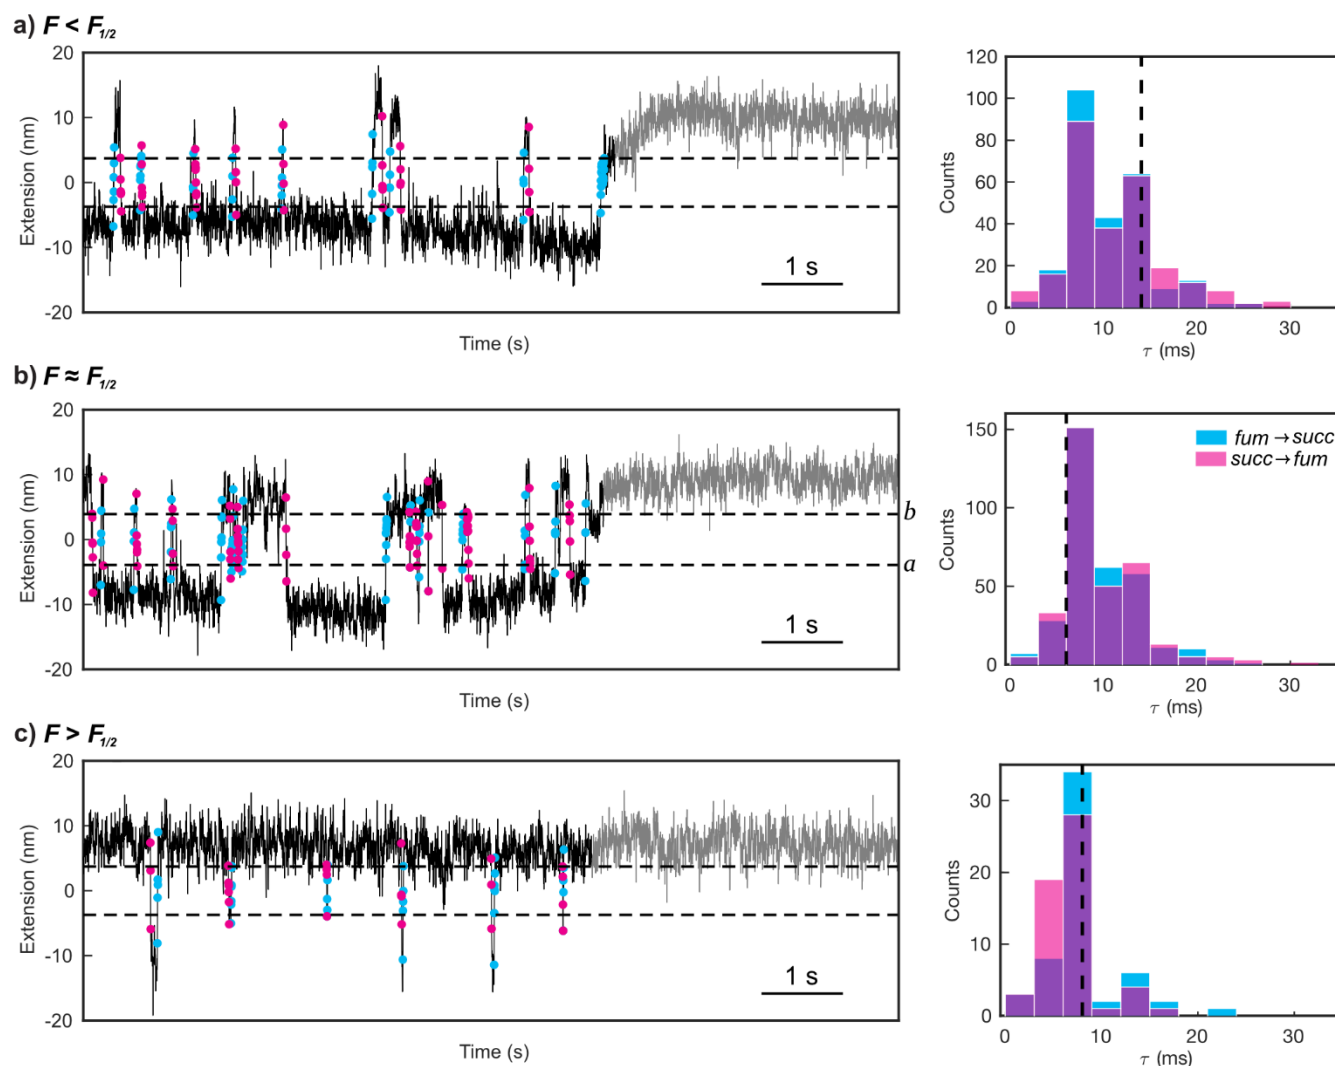 a) F < F1/2
20
10
0
-10
-20
Extension (nm)
1 s
Time (s)
120
100
80
60
40
20
0
Counts
0 10 20 30
τ (ms)
b) F ≈ F1/2
20
10
0
-10
-20
Extension (nm)
b
a
1 s
Time (s)
150
100
50
0
Counts
fum→succ
succ→fum
0 10 20 30
τ (ms)
c) F > F1/2
20
10
0
-10
-20
Extension (nm)
1 s
Time (s)
30
20
10
0
Counts
0 10 20 30
τ (ms)